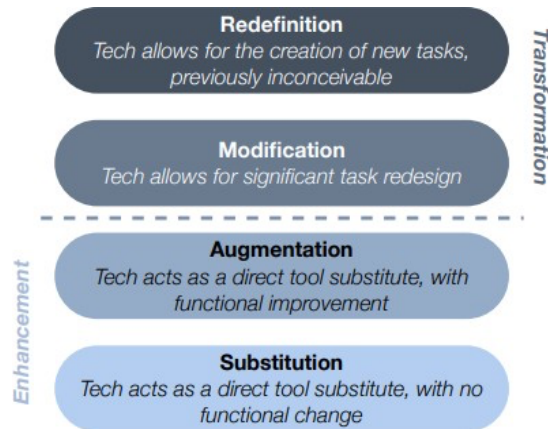 Redefinition
Tech allows for the creation of new tasks,
previously inconceivable
Transformation
Modification
Tech allows for significant task redesign
Augmentation
Tech acts as a direct tool substitute, with
functional improvement
Enhancement
Substitution
Tech acts as a direct tool substitute, with no
functional change